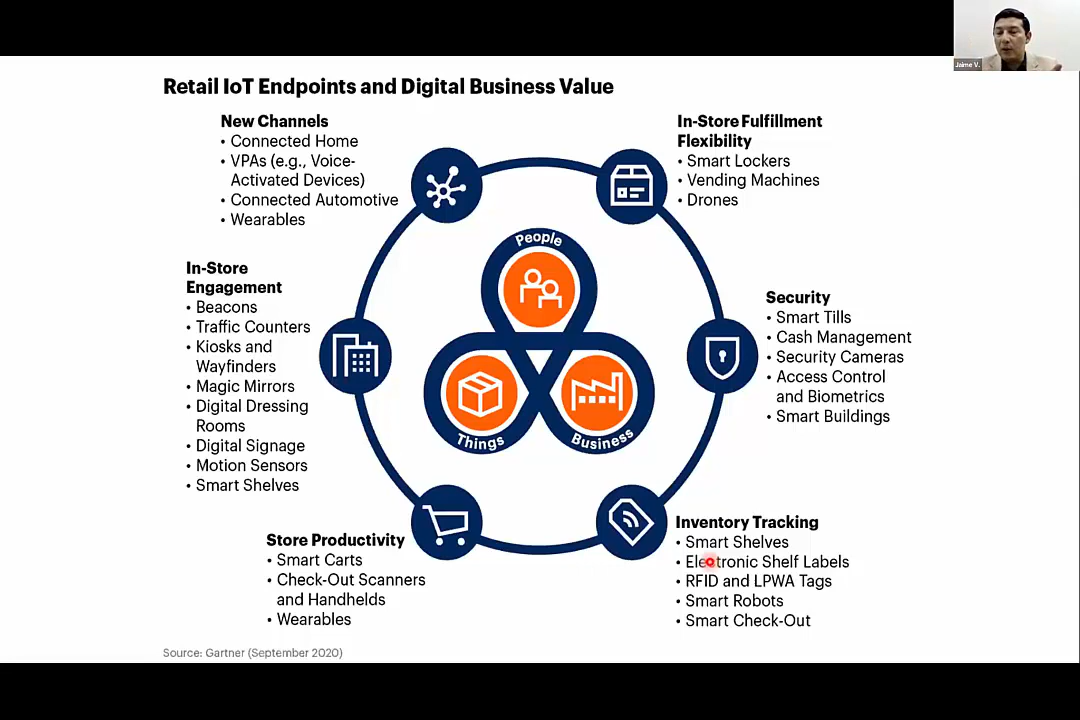 Jaime V.
Retail IoT Endpoints and Digital Business Value
New Channels
• Connected Home
• VPAs (e.g., Voice-
Activated Devices)
• Connected Automotive
• Wearables
In-Store Fulfillment
Flexibility
• Smart Lockers
• Vending Machines
• Drones
People
Things
Business
In-Store
Engagement
• Beacons
• Traffic Counters
• Kiosks and
Wayfinders
• Magic Mirrors
• Digital Dressing
Rooms
• Digital Signage
• Motion Sensors
• Smart Shelves
Security
• Smart Tills
• Cash Management
• Security Cameras
• Access Control
and Biometrics
• Smart Buildings
Store Productivity
• Smart Carts
• Check-Out Scanners
and Handhelds
• Wearables
Inventory Tracking
• Smart Shelves
• Electronic Shelf Labels
• RFID and LPWA Tags
• Smart Robots
• Smart Check-Out
Source: Gartner (September 2020)